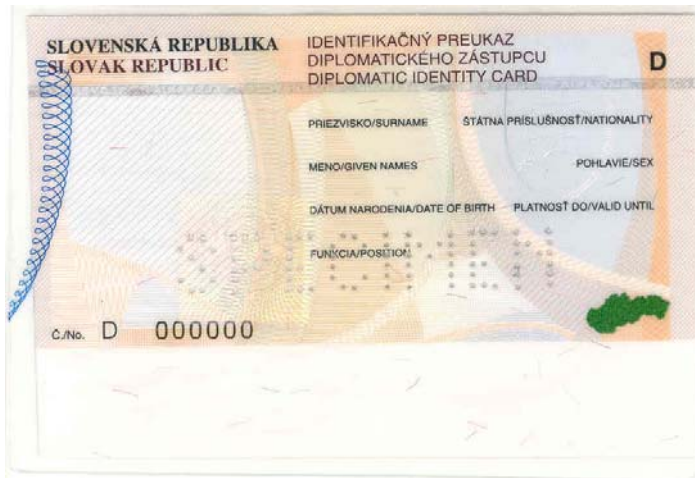 SLOVENSKÁ REPUBLIKA
SLOVAK REPUBLIC
IDENTIFIKAČNÝ PREUKAZ
DIPLOMATICKÉHO ZÁSTUPCU
DIPLOMATIC IDENTITY CARD
D
PRIEZVISKO/SURNAME ŠTÁTNA PRÍSLUŠNOSŤ/NATIONALITY
MENO/GIVEN NAMES POHLAVIE/SEX
DÁTUM NARODENIA/DATE OF BIRTH PLATNOSŤ DO/VALID UNTIL
FUNKCIA/POSITION
Č./No. D 000000